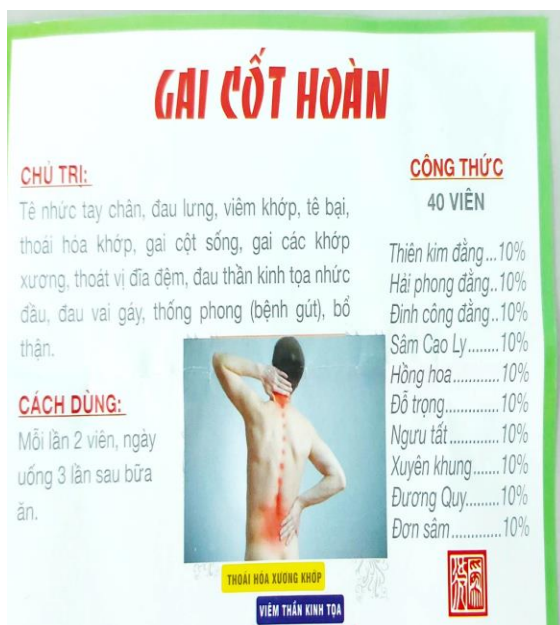 GAI CỐT HOÀN
CHỦ TRỊ:
Tê nhức tay chân, đau lưng, viêm khớp, tê bại,
thoái hóa khớp, gai cột sống, gai các khớp
xương, thoát vị đĩa đệm, đau thần kinh tọa nhức
đầu, đau vai gáy, thống phong (bệnh gút), bổ
thận.
CÁCH DÙNG:
Mỗi lần 2 viên, ngày
uống 3 lần sau bữa
ăn.
CÔNG THỨC
40 VIÊN
Thiên kim đằng...10%
Hải phong đằng..10%
Đinh công đằng..10%
Sâm Cao Ly........10%
Hồng hoa............10%
Đỗ trọng.............10%
Ngưu tất.............10%
Xuyên khung.......10%
Đương Quy.........10%
Đơn sâm.............10%
THOÁI HÓA XƯƠNG KHỚP
VIÊM THẦN KINH TỌA